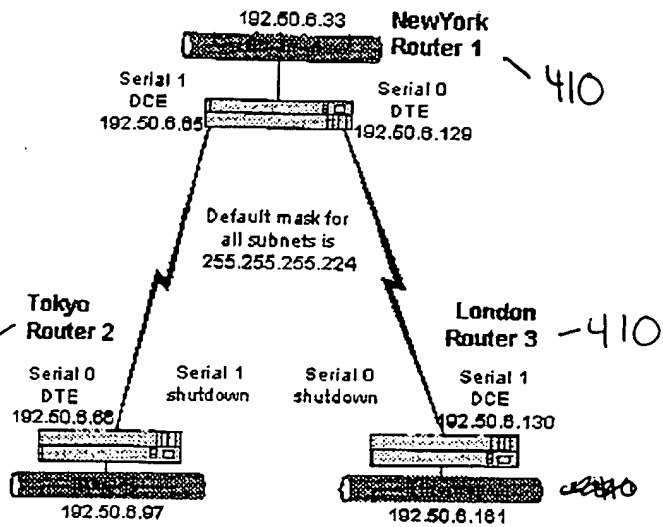 192.50.6.33
NewYork
Router 1
410
Serial 1
DCE
192.50.6.65
Serial 0
DTE
192.50.6.129
Default mask for
all subnets is
255.255.255.224
Tokyo
Router 2
London
Router 3
410
Serial 0
DTE
192.50.6.66
Serial 1
shutdown
Serial 0
shutdown
Serial 1
DCE
192.50.6.130
192.50.6.97
192.50.6.161